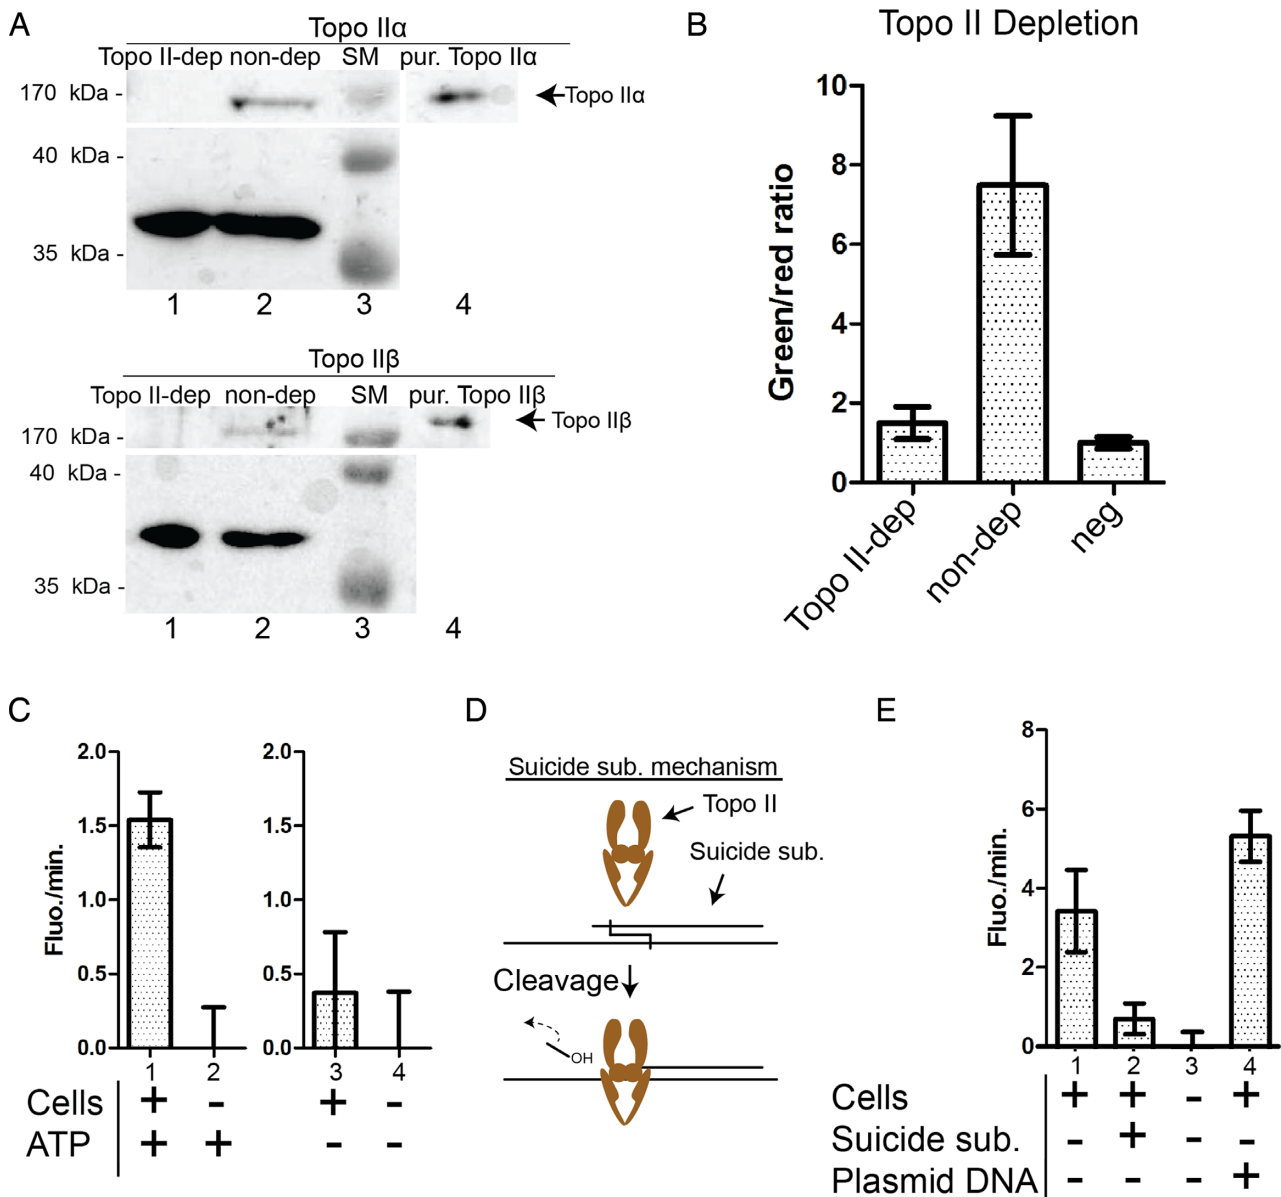 A
Topo IIα
Topo II-dep non-dep SM pur. Topo IIα
170 kDa -
Topo IIα
40 kDa -
35 kDa -
1 2 3 4
Topo IIβ
Topo II-dep non-dep SM pur. Topo IIβ
Topo IIβ
170 kDa -
40 kDa -
35 kDa -
1 2 3 4
B
Topo II Depletion
Green/red ratio
10
8
6
4
2
0
Topo II-dep
non-dep
neg
C
Fluo./min.
2.0
1.5
1.0
0.5
0.0
1 2
2.0
1.5
1.0
0.5
0.0
3 4
Cells + - + -
ATP + + - -
D
Suicide sub. mechanism
Topo II
Suicide sub.
Cleavage
OH
E
Fluo./min.
8
6
4
2
0
1 2 3 4
Cells + + - +
Suicide sub. - + - -
Plasmid DNA - - - +